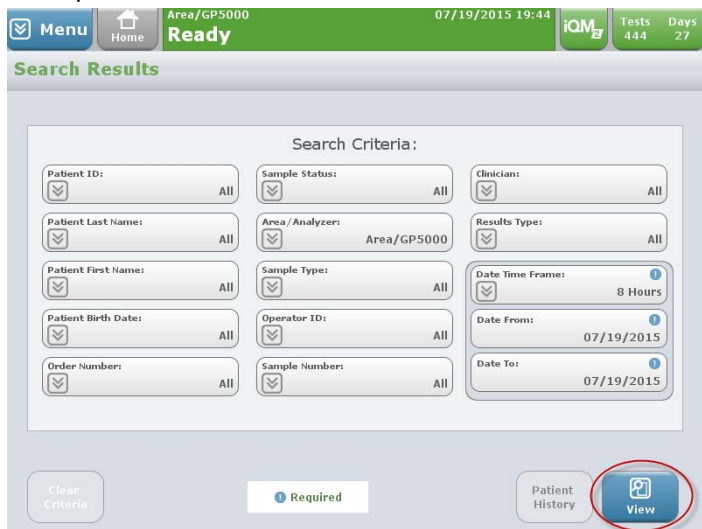 Menu
Home
Area/GP5000
Ready
07/19/2015 19:44
iQM2
Tests Days
444 27
Search Results
Search Criteria:
Patient ID:
All
Patient Last Name:
All
Patient First Name:
All
Patient Birth Date:
All
Order Number:
All
Sample Status:
All
Area/Analyzer:
Area/GP5000
Sample Type:
All
Operator ID:
All
Sample Number:
All
Clinician:
All
Results Type:
All
Date Time Frame:
8 Hours
Date From:
07/19/2015
Date To:
07/19/2015
Clear
Criteria
Required
Patient
History
View